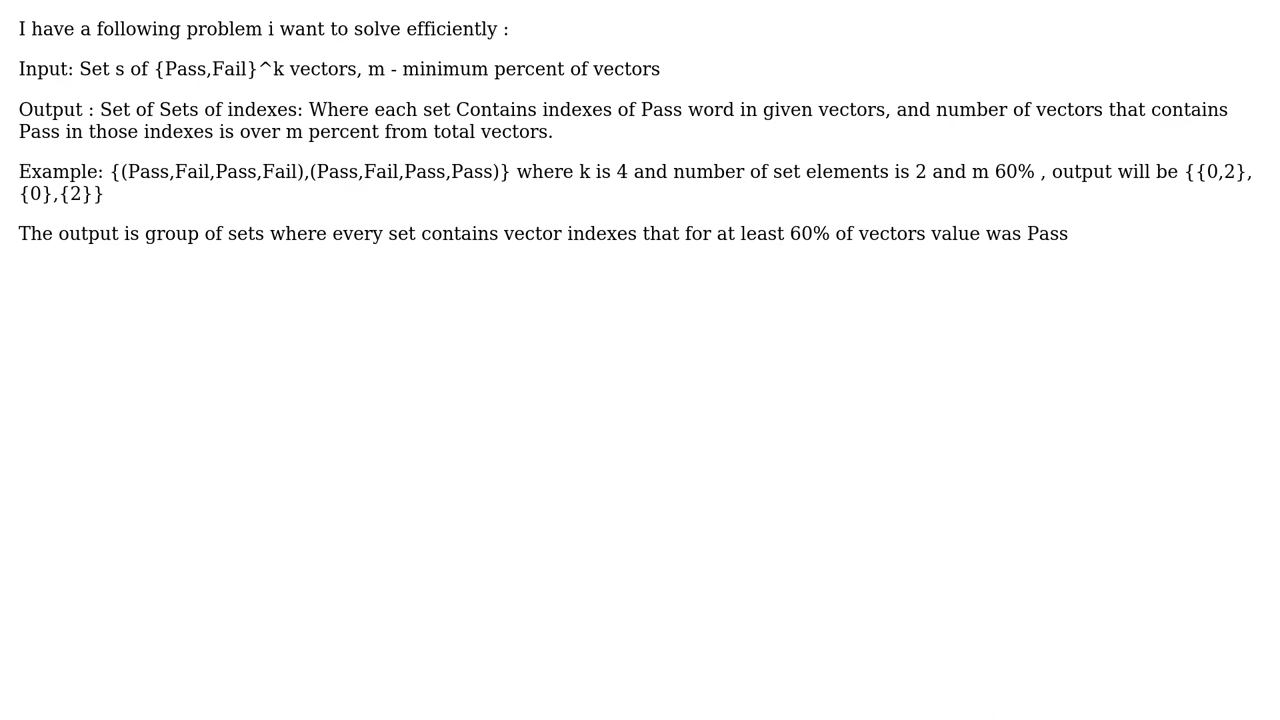 I have a following problem i want to solve efficiently :
Input: Set s of {Pass,Fail}^k vectors, m - minimum percent of vectors
Output : Set of Sets of indexes: Where each set Contains indexes of Pass word in given vectors, and number of vectors that contains
Pass in those indexes is over m percent from total vectors.
Example: {(Pass,Fail,Pass,Fail),(Pass,Fail,Pass,Pass)} where k is 4 and number of set elements is 2 and m 60% , output will be {{0,2},
{0},{2}}
The output is group of sets where every set contains vector indexes that for at least 60% of vectors value was Pass